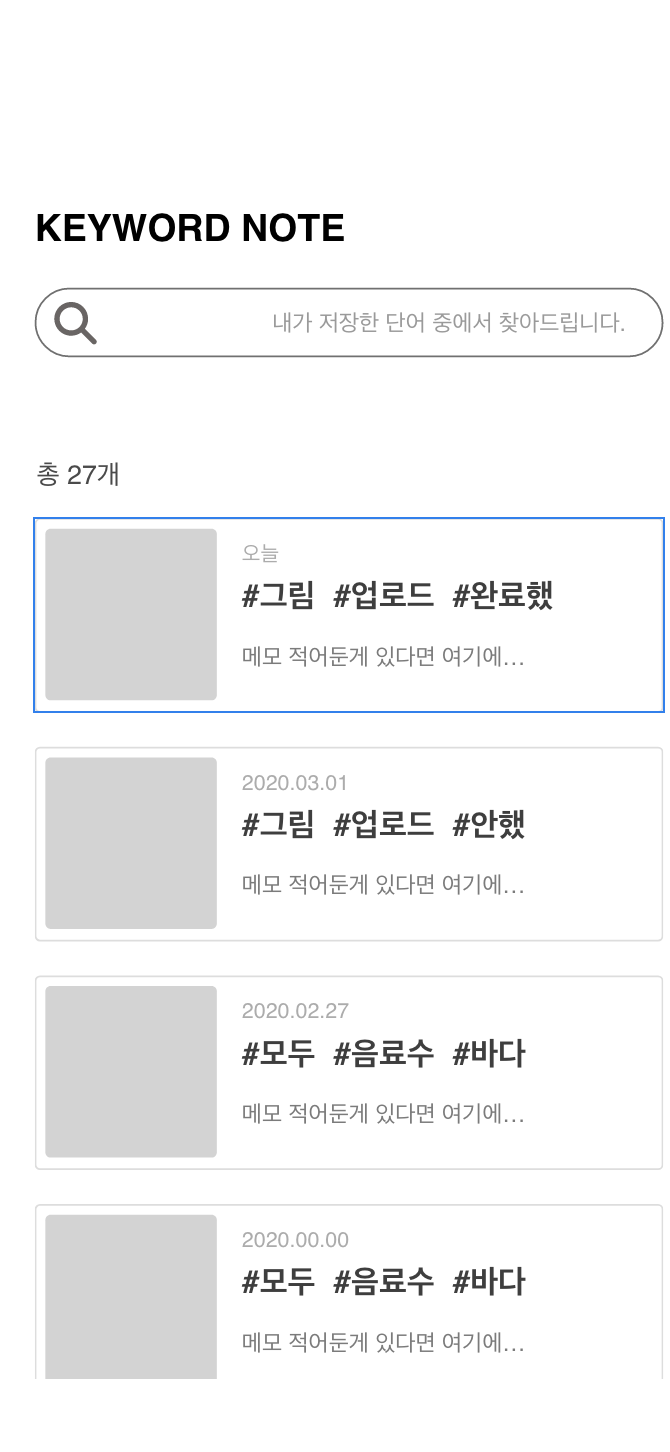 KEYWORD NOTE
내가 저장한 단어 중에서 찾아드립니다.
총 27개
오늘
#그림 #업로드 #완료했
메모 적어둔게 있다면 여기에...
2020.03.01
#그림 #업로드 #안했
메모 적어둔게 있다면 여기에...
2020.02.27
#모두 #음료수 #바다
메모 적어둔게 있다면 여기에...
2020.00.00
#모두 #음료수 #바다
메모 적어둔게 있다면 여기에...